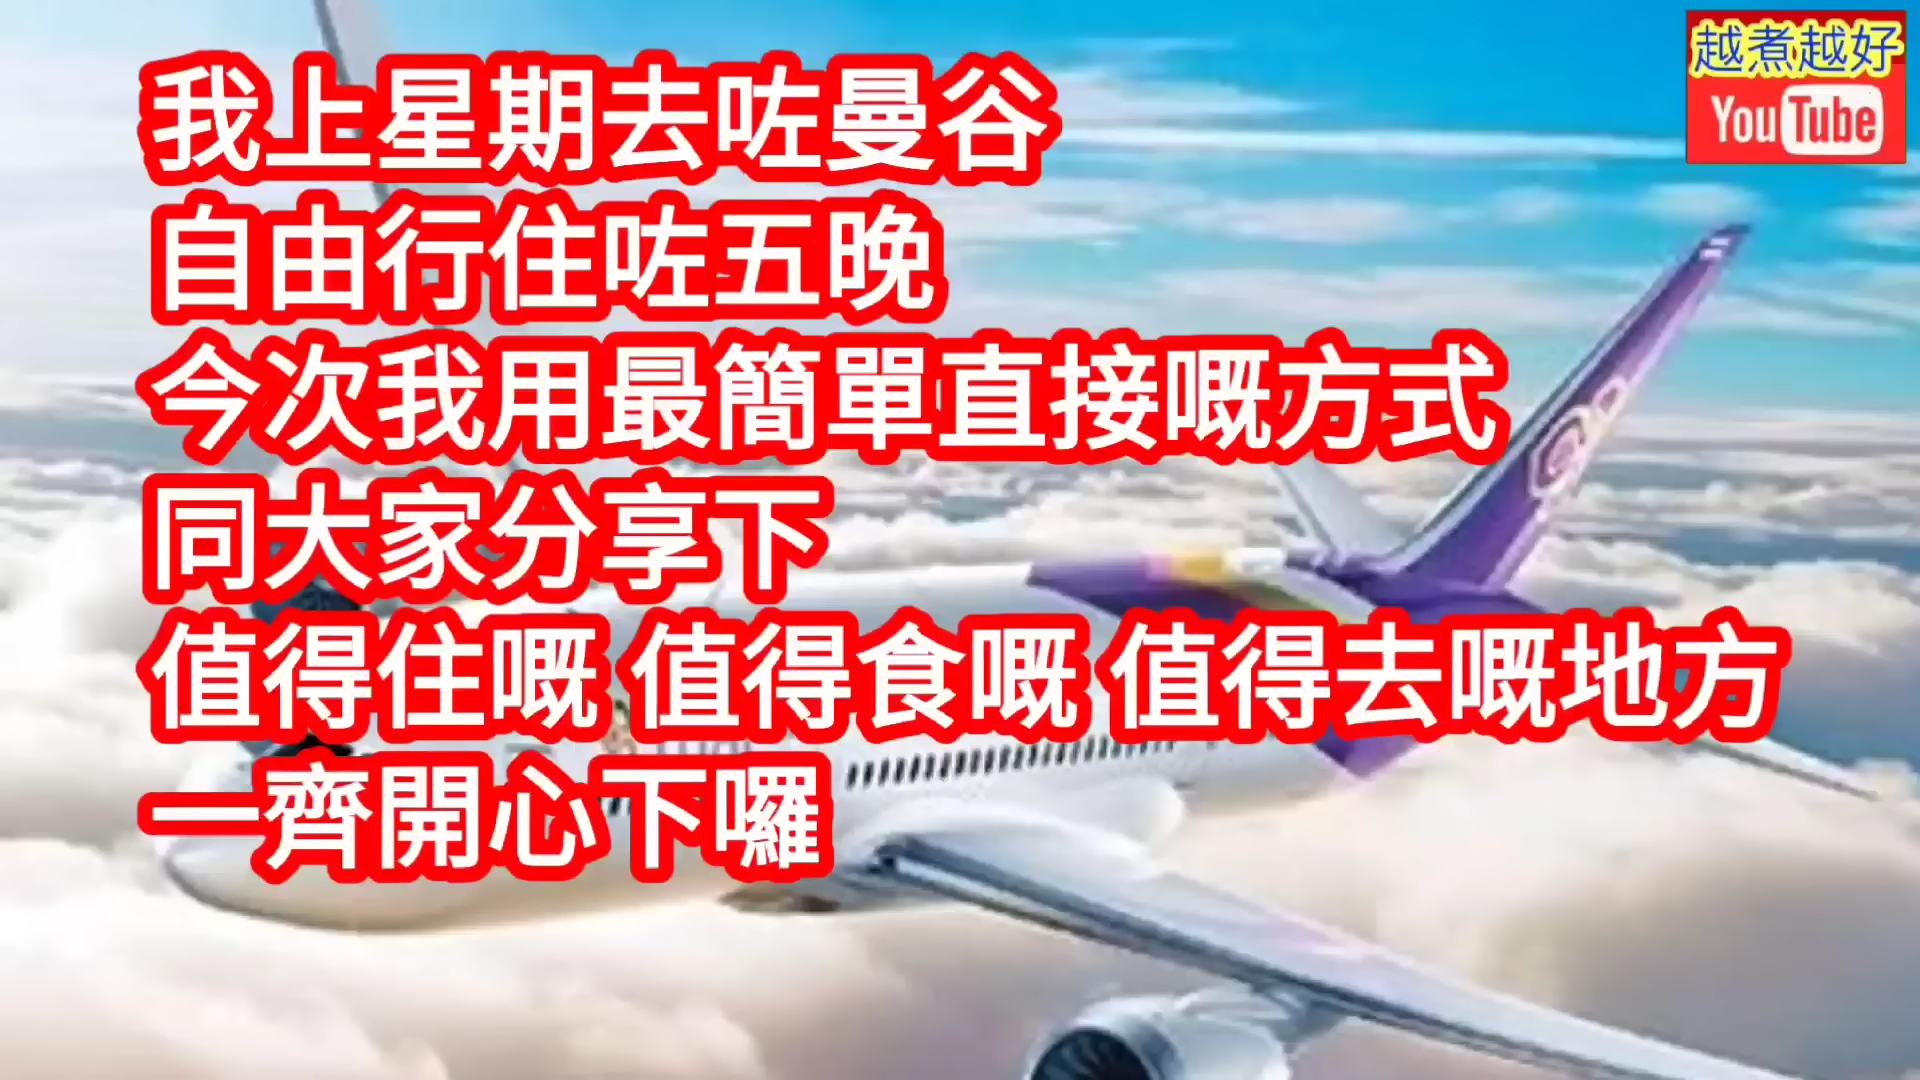 越煮越好
YouTube
我上星期去咗曼谷
自由行住咗五晚
今次我用最簡單直接嘅方式
同大家分享下
值得住嘅 值得食嘅 值得去嘅地方
一齊開心下囉